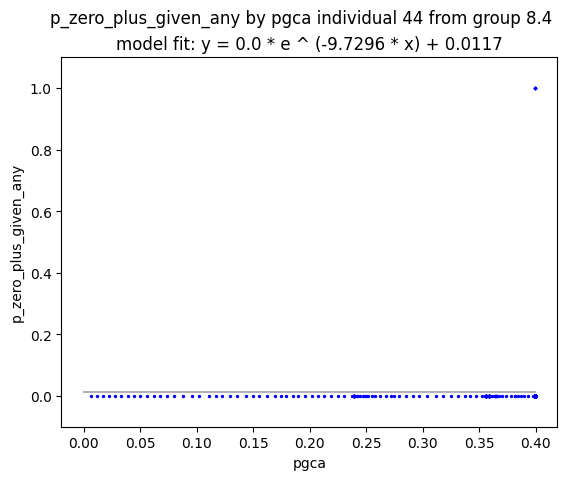 p_zero_plus_given_any by pgca individual 44 from group 8.4
model fit: y = 0.0 * e ^ (-9.7296 * x) + 0.0117
p_zero_plus_given_any
1.0
0.8
0.6
0.4
0.2
0.0
0.00 0.05 0.10 0.15 0.20 0.25 0.30 0.35 0.40
pgca